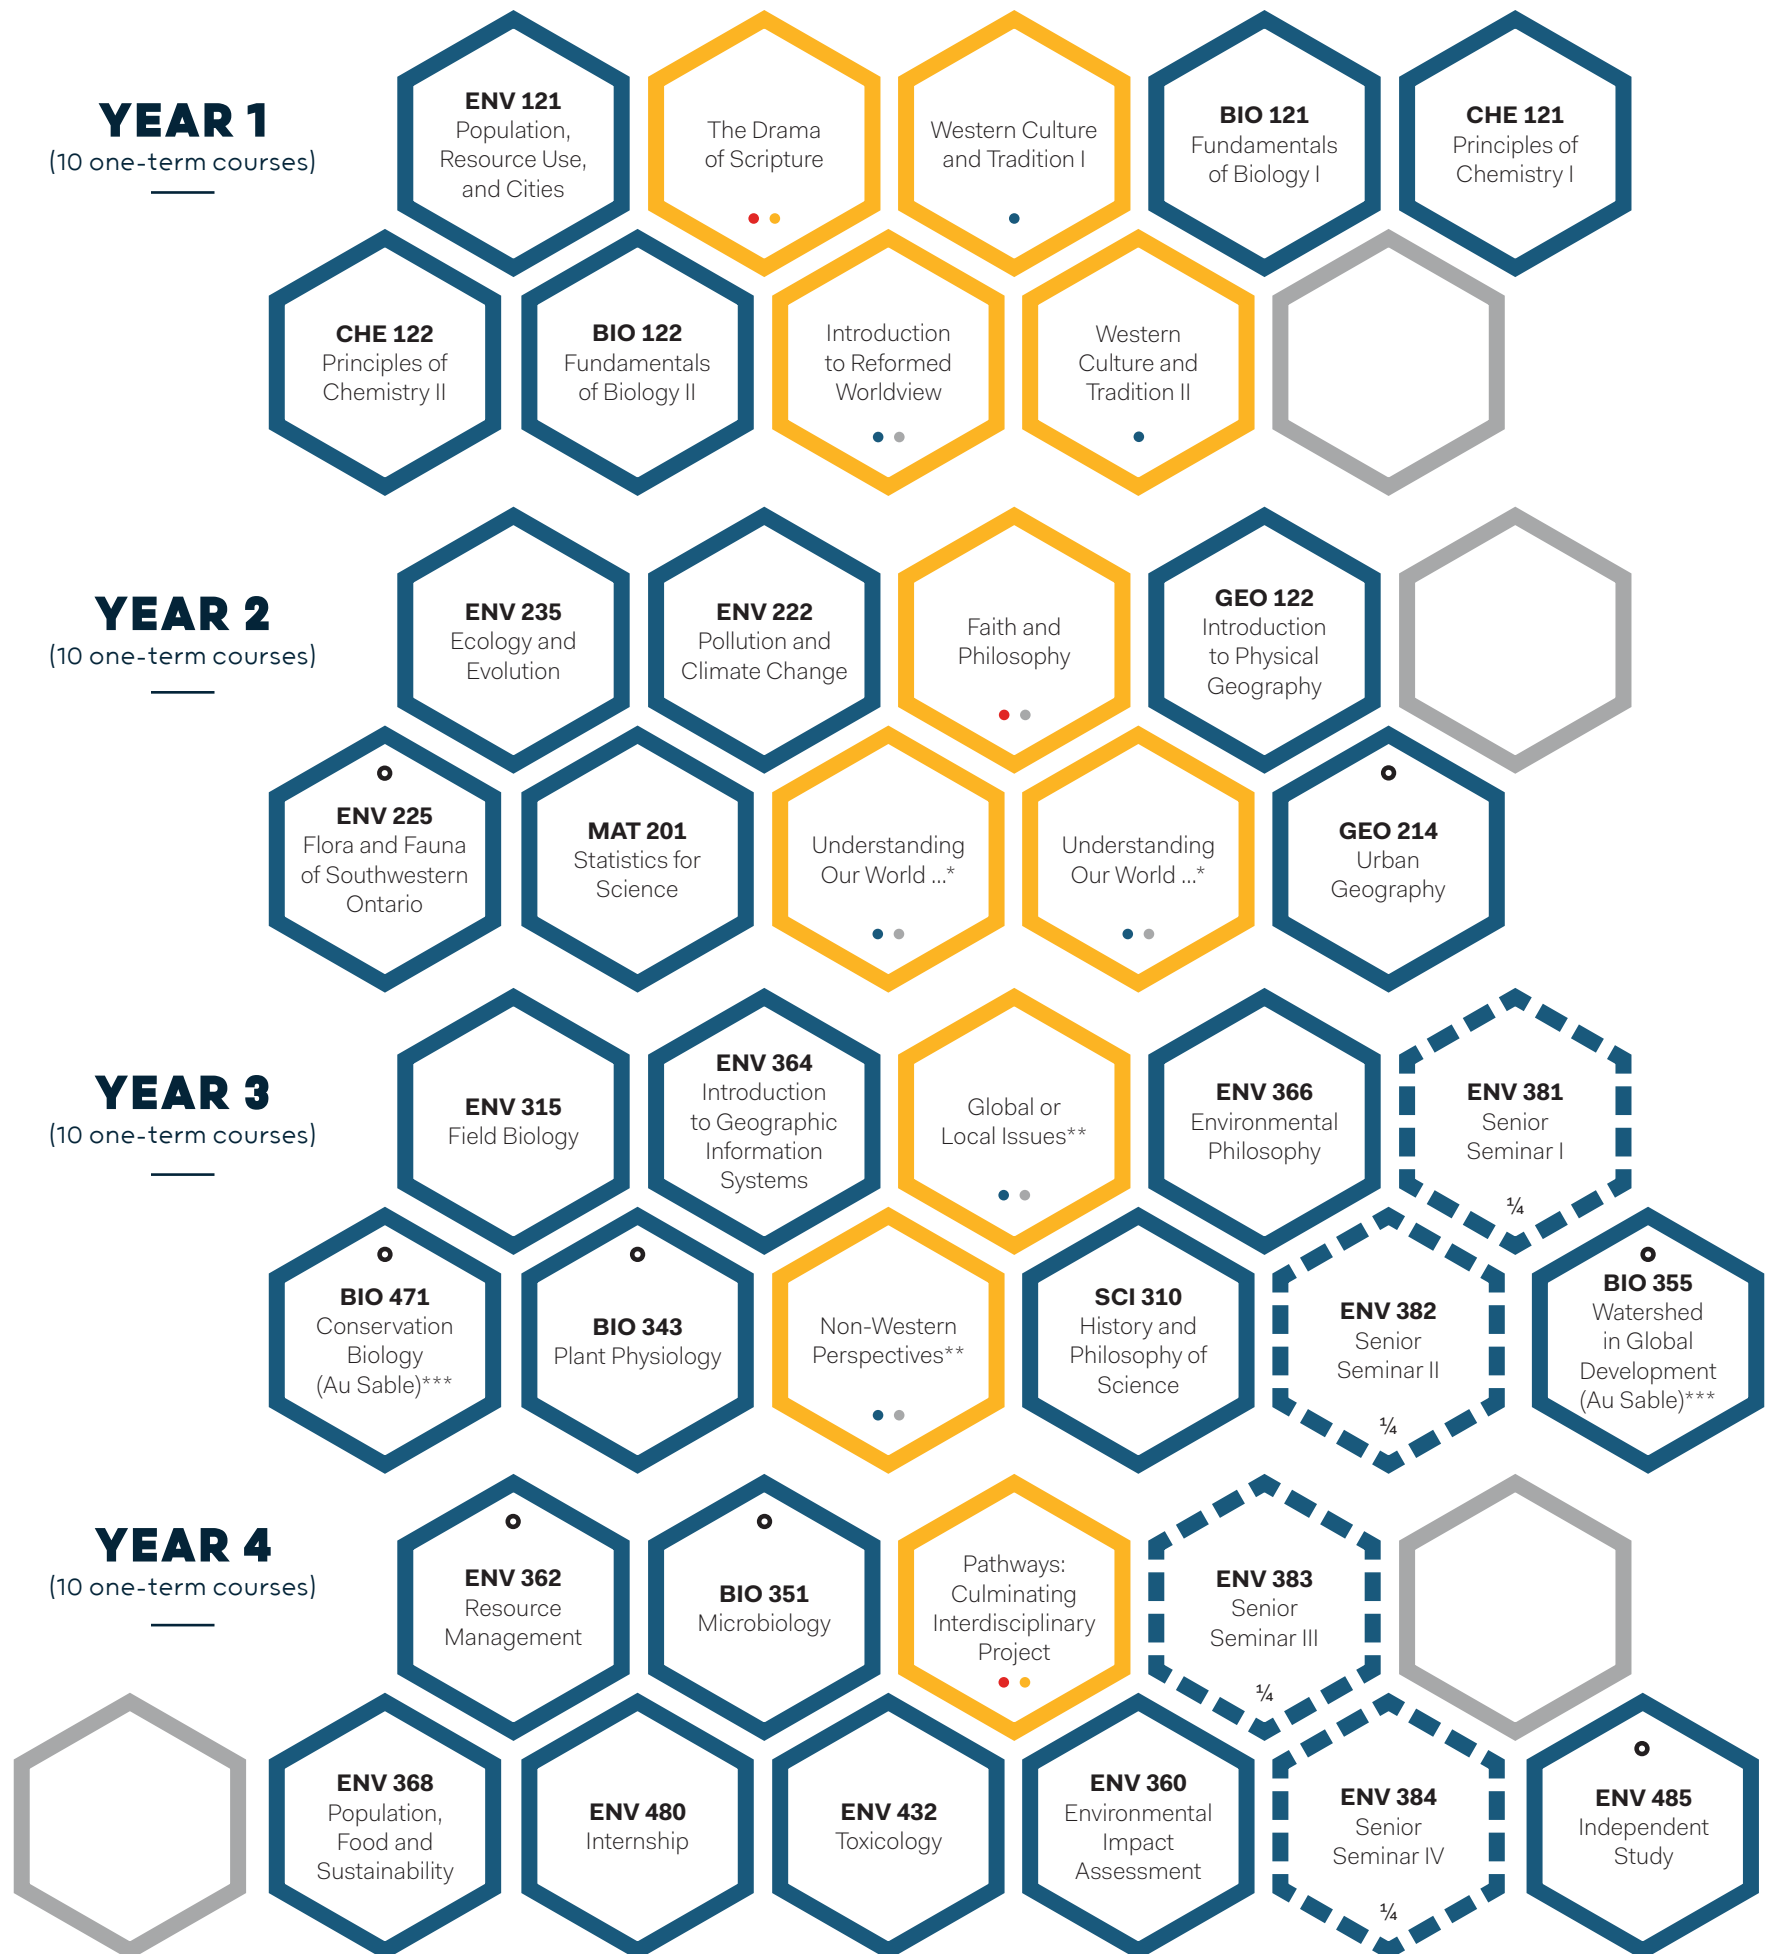 YEAR 1
(10 one-term courses)
ENV 121
Population,
Resource Use,
and Cities
The Drama
of Scripture
Western Culture
and Tradition I
BIO 121
Fundamentals
of Biology I
CHE 121
Principles of
Chemistry I
CHE 122
Principles of
Chemistry II
BIO 122
Fundamentals
of Biology II
Introduction
to Reformed
Worldview
Western
Culture and
Tradition II
YEAR 2
(10 one-term courses)
ENV 235
Ecology and
Evolution
ENV 222
Pollution and
Climate Change
Faith and
Philosophy
GEO 122
Introduction
to Physical
Geography
ENV 225
Flora and Fauna
of Southwestern
Ontario
MAT 201
Statistics for
Science
Understanding
Our World ...*
Understanding
Our World ...*
GEO 214
Urban
Geography
YEAR 3
(10 one-term courses)
ENV 315
Field Biology
ENV 364
Introduction
to Geographic
Information
Systems
Global or
Local Issues**
ENV 366
Environmental
Philosophy
ENV 381
Senior
Seminar I
¼
BIO 471
Conservation
Biology
(Au Sable)***
BIO 343
Plant Physiology
Non-Western
Perspectives**
SCI 310
History and
Philosophy of
Science
ENV 382
Senior
Seminar II
¼
BIO 355
Watershed
in Global
Development
(Au Sable)***
YEAR 4
(10 one-term courses)
ENV 362
Resource
Management
BIO 351
Microbiology
Pathways:
Culminating
Interdisciplinary
Project
ENV 383
Senior
Seminar III
¼
ENV 368
Population,
Food and
Sustainability
ENV 480
Internship
ENV 432
Toxicology
ENV 360
Environmental
Impact
Assessment
ENV 384
Senior
Seminar IV
¼
ENV 485
Independent
Study